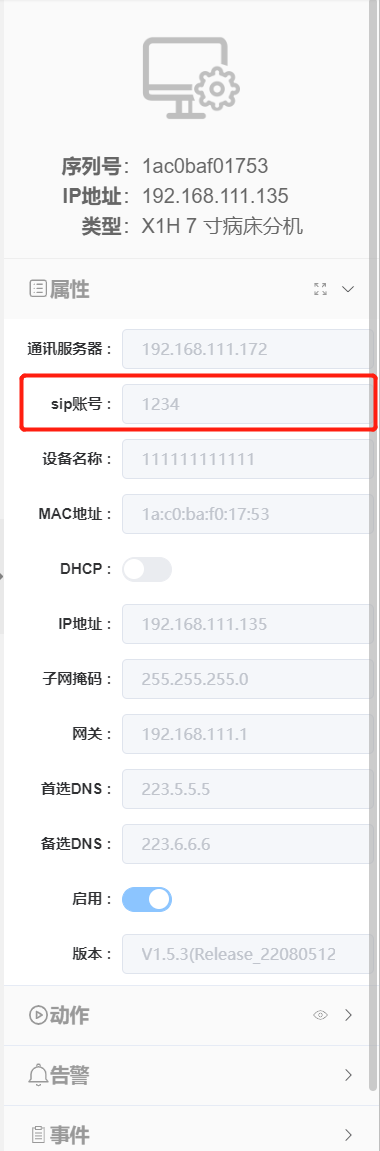 序列号： 1ac0baf01753
IP地址： 192.168.111.135
类型： X1H 7 寸病床分机
属性
通讯服务器： 192.168.111.172
sip账号： 1234
设备名称： 111111111111
MAC地址： 1a:c0:ba:f0:17:53
DHCP：
IP地址： 192.168.111.135
子网掩码： 255.255.255.0
网关： 192.168.111.1
首选DNS： 223.5.5.5
备选DNS： 223.6.6.6
启用：
版本： V1.5.3(Release_22080512
动作
告警
事件